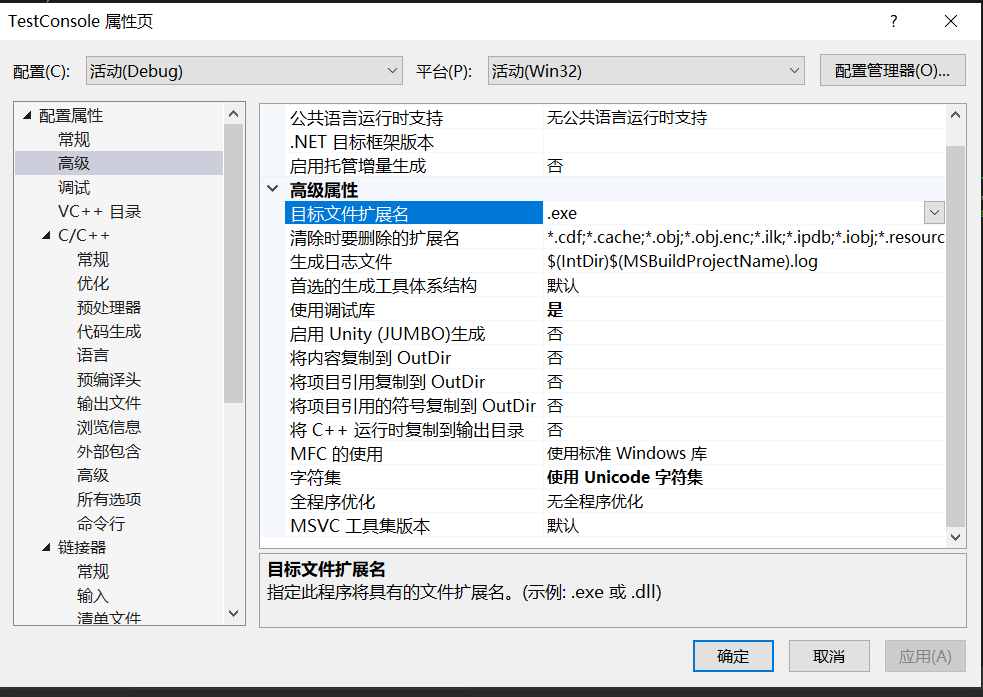 TestConsole 属性页
?
配置(C):
活动(Debug)
平台(P):
活动(Win32)
配置管理器(O)...
配置属性
常规
高级
调试
VC++ 目录
C/C++
常规
优化
预处理器
代码生成
语言
预编译头
输出文件
浏览信息
外部包含
高级
所有选项
命令行
链接器
常规
输入
清单文件
公共语言运行时支持 无公共语言运行时支持
.NET 目标框架版本
启用托管增量生成 否
高级属性
目标文件扩展名 .exe
清除时要删除的扩展名 *.cdf;*.cache;*.obj;*.obj.enc;*.ilk;*.ipdb;*.iobj;*.resourc
生成日志文件 $(IntDir)$(MSBuildProjectName).log
首选的生成工具体系结构 默认
使用调试库 是
启用 Unity (JUMBO)生成 否
将内容复制到 OutDir 否
将项目引用复制到 OutDir 否
将项目引用的符号复制到 OutDir 否
将 C++ 运行时复制到输出目录 否
MFC 的使用 使用标准 Windows 库
字符集 使用 Unicode 字符集
全程序优化 无全程序优化
MSVC 工具集版本 默认
目标文件扩展名
指定此程序将具有的文件扩展名。(示例: .exe 或 .dll)
确定
取消
应用(A)